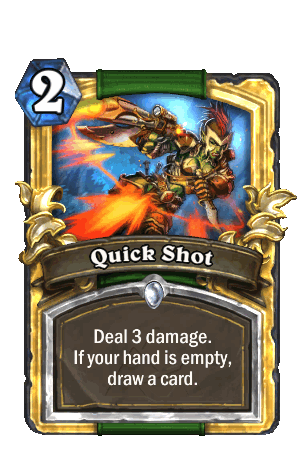 2
Quick Shot
Deal 3 damage.
If your hand is empty,
draw a card.